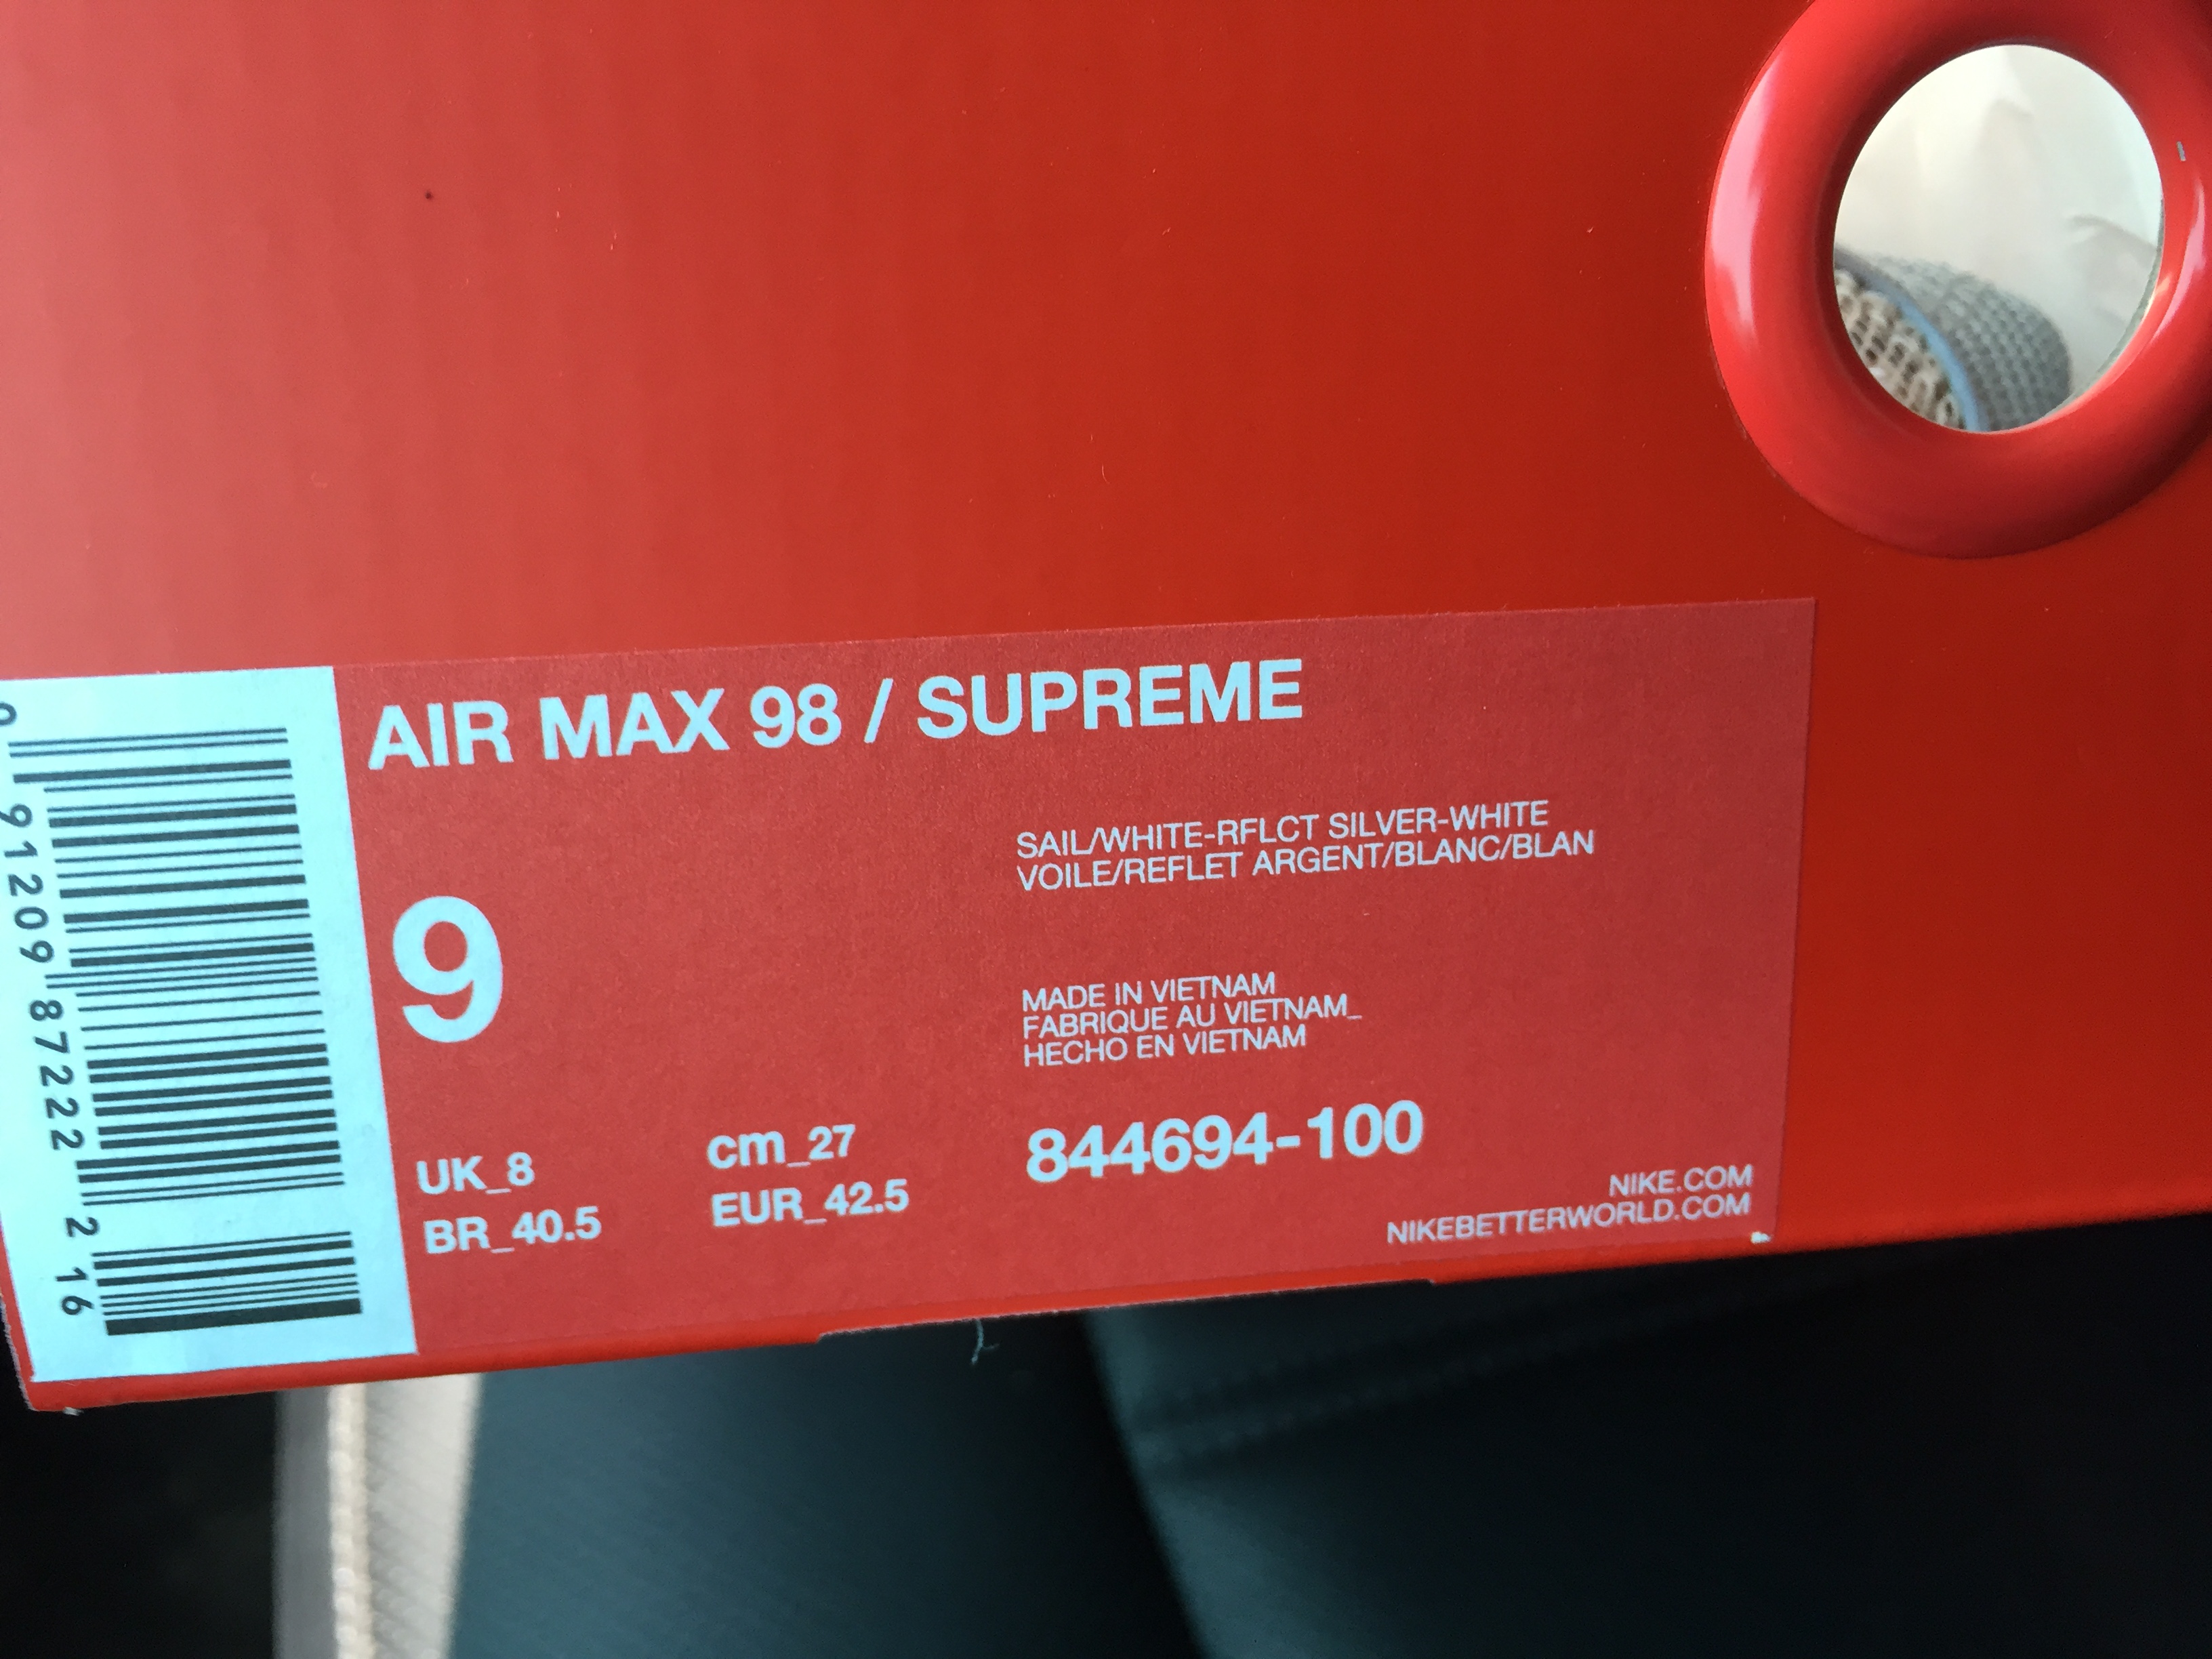 AIR MAX 98 / SUPREME
SAIL/WHITE-RFLCT SILVER-WHITE
VOILE/REFLET ARGENT/BLANC/BLAN
9
MADE IN VIETNAM
FABRIQUE AU VIETNAM_
HECHO EN VIETNAM
UK_8
cm_27
844694-100
BR_40.5
EUR_42.5
NIKE.COM
NIKEBETTERWORLD.COM
91209 87222 2 16